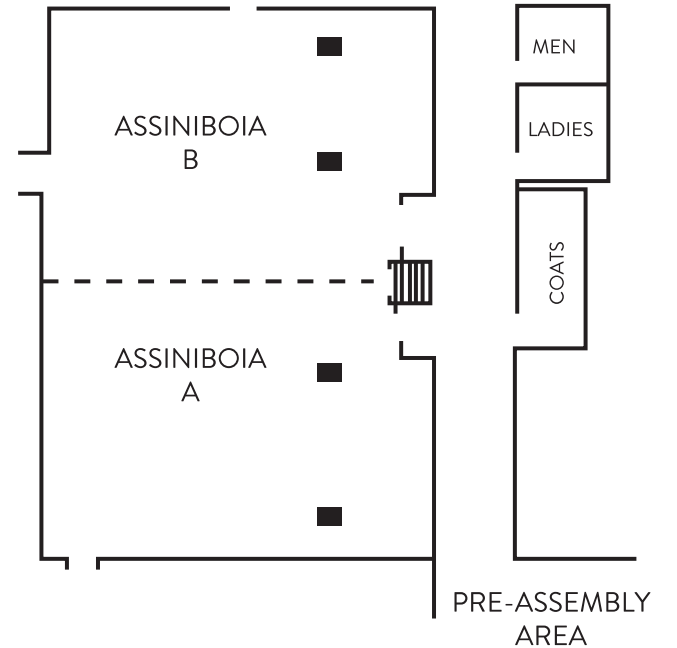 MEN
ASSINIBOIA
B
LADIES
COATS
ASSINIBOIA
A
PRE-ASSEMBLY
AREA